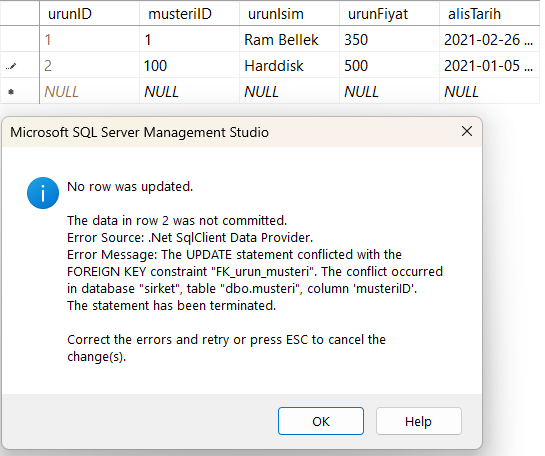 urunID musteriID urunIsim urunFiyat alisTarih
1 1 Ram Bellek 350 2021-02-26 ...
2 100 Harddisk 500 2021-01-05 ...
NULL NULL NULL NULL NULL
Microsoft SQL Server Management Studio
No row was updated.
The data in row 2 was not committed.
Error Source: .Net SqlClient Data Provider.
Error Message: The UPDATE statement conflicted with the
FOREIGN KEY constraint "FK_urun_musteri". The conflict occurred
in database "sirket", table "dbo.musteri", column 'musteriID'.
The statement has been terminated.
Correct the errors and retry or press ESC to cancel the
change(s).
OK Help